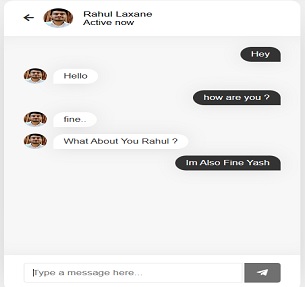 Rahul Laxane
Active now
Hey
Hello
how are you ?
fine..
What About You Rahul ?
Im Also Fine Yash
Type a message here...